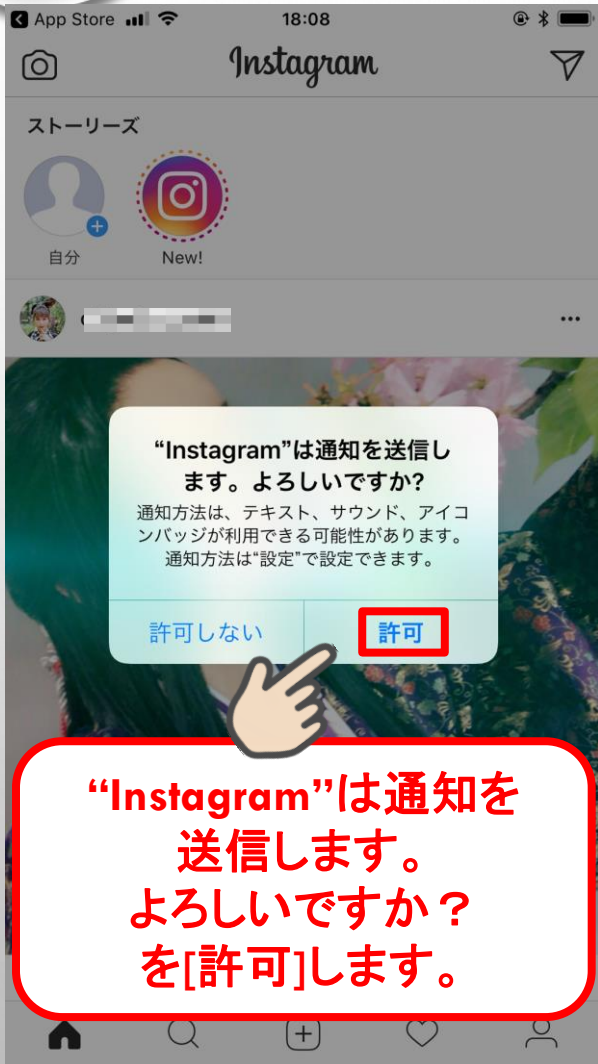 App Store
18:08
Instagram
ストーリーズ
自分
New!
“Instagram”は通知を送信し
ます。よろしいですか?
通知方法は、テキスト、サウンド、アイコ
ンバッジが利用できる可能性があります。
通知方法は“設定”で設定できます。
許可しない
許可
“Instagram”は通知を
送信します。
よろしいですか？
を[許可]します。